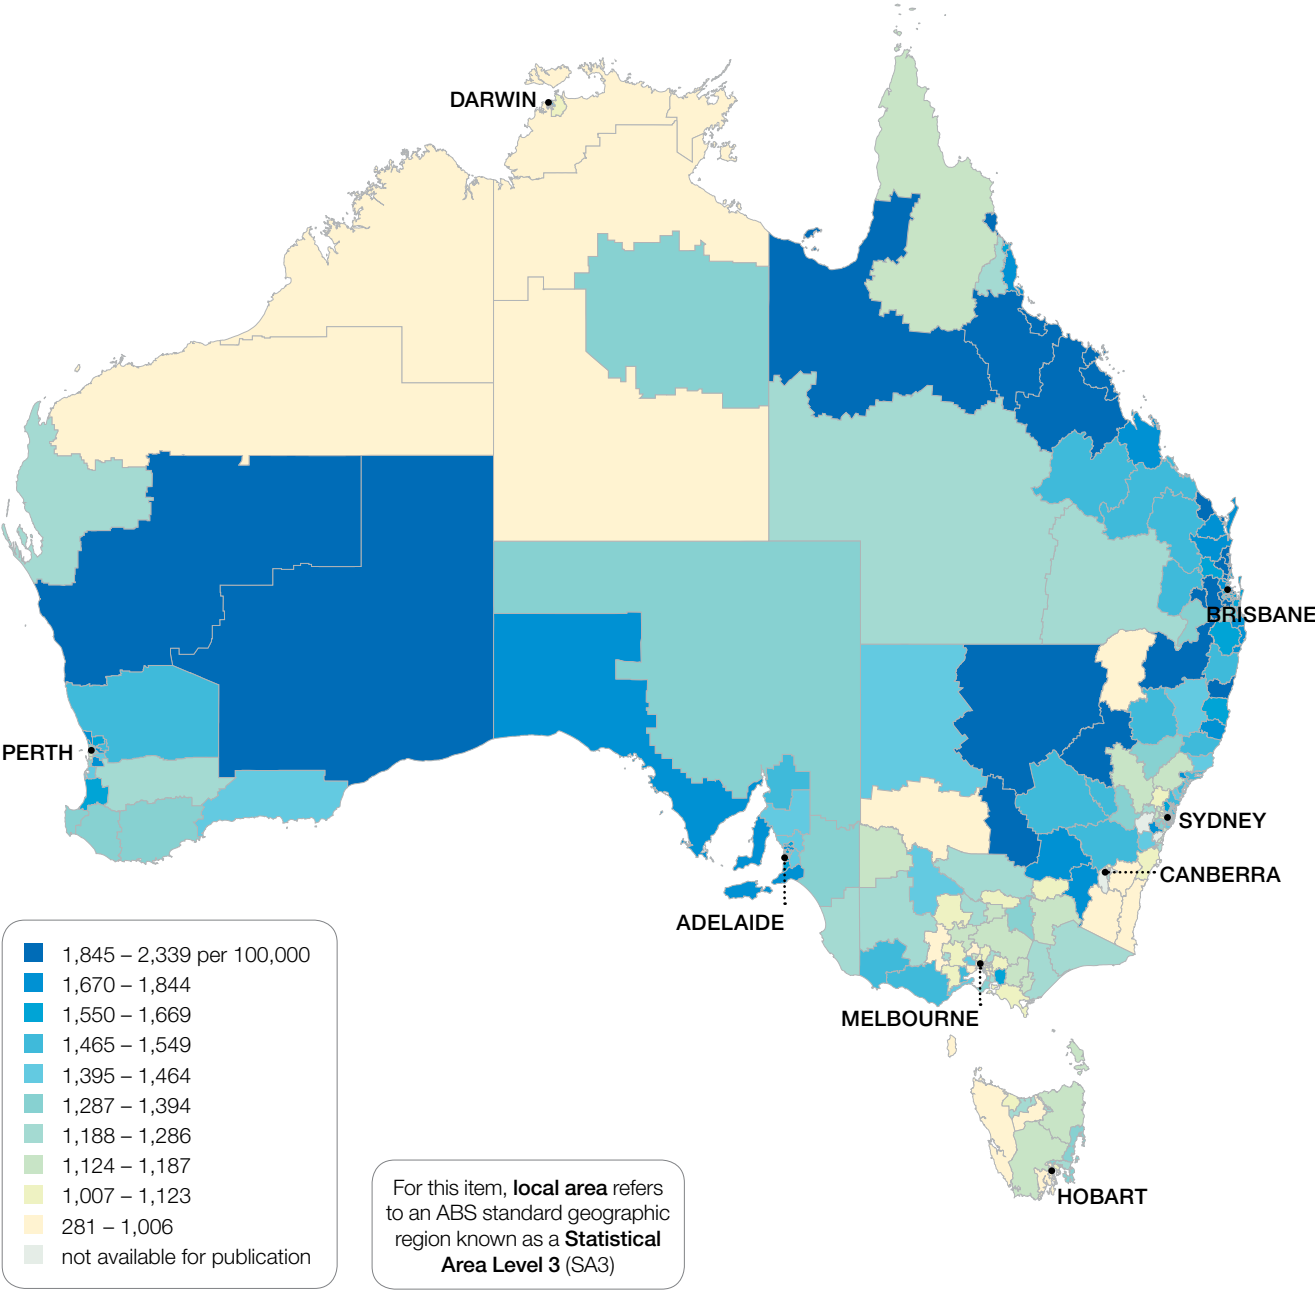 DARWIN
BRISBANE
PERTH
SYDNEY
CANBERRA
ADELAIDE
MELBOURNE
HOBART
1,845 – 2,339 per 100,000
1,670 – 1,844
1,550 – 1,669
1,465 – 1,549
1,395 – 1,464
1,287 – 1,394
1,188 – 1,286
1,124 – 1,187
1,007 – 1,123
281 – 1,006
not available for publication
For this item, local area refers
to an ABS standard geographic
region known as a Statistical
Area Level 3 (SA3)